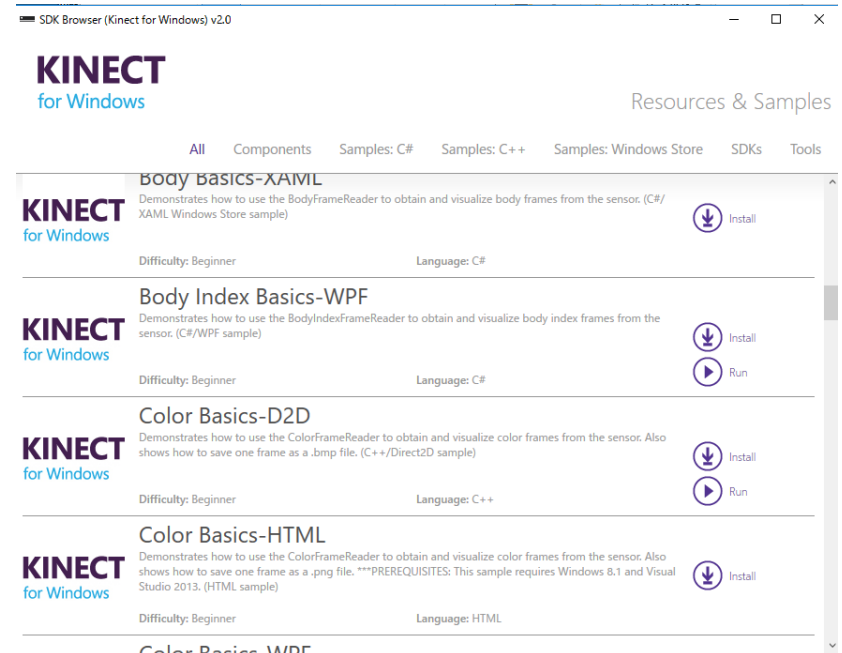 SDK Browser (Kinect for Windows) v2.0
KINECT
for Windows
Resources & Samples
All Components Samples: C# Samples: C++ Samples: Windows Store SDKs Tools
Body Basics-XAML
KINECT
for Windows
Demonstrates how to use the BodyFrameReader to obtain and visualize body frames from the sensor. (C#/
XAML Windows Store sample)
Install
Difficulty: Beginner Language: C#
Body Index Basics-WPF
KINECT
for Windows
Demonstrates how to use the BodyIndexFrameReader to obtain and visualize body index frames from the
sensor. (C#/WPF sample)
Install
Run
Difficulty: Beginner Language: C#
Color Basics-D2D
KINECT
for Windows
Demonstrates how to use the ColorFrameReader to obtain and visualize color frames from the sensor. Also
shows how to save one frame as a .bmp file. (C++/Direct2D sample)
Install
Run
Difficulty: Beginner Language: C++
Color Basics-HTML
KINECT
for Windows
Demonstrates how to use the ColorFrameReader to obtain and visualize color frames from the sensor. Also
shows how to save one frame as a .png file. ***PREREQUISITES: This sample requires Windows 8.1 and Visual
Studio 2013. (HTML sample)
Install
Difficulty: Beginner Language: HTML
Color Basics-WPF